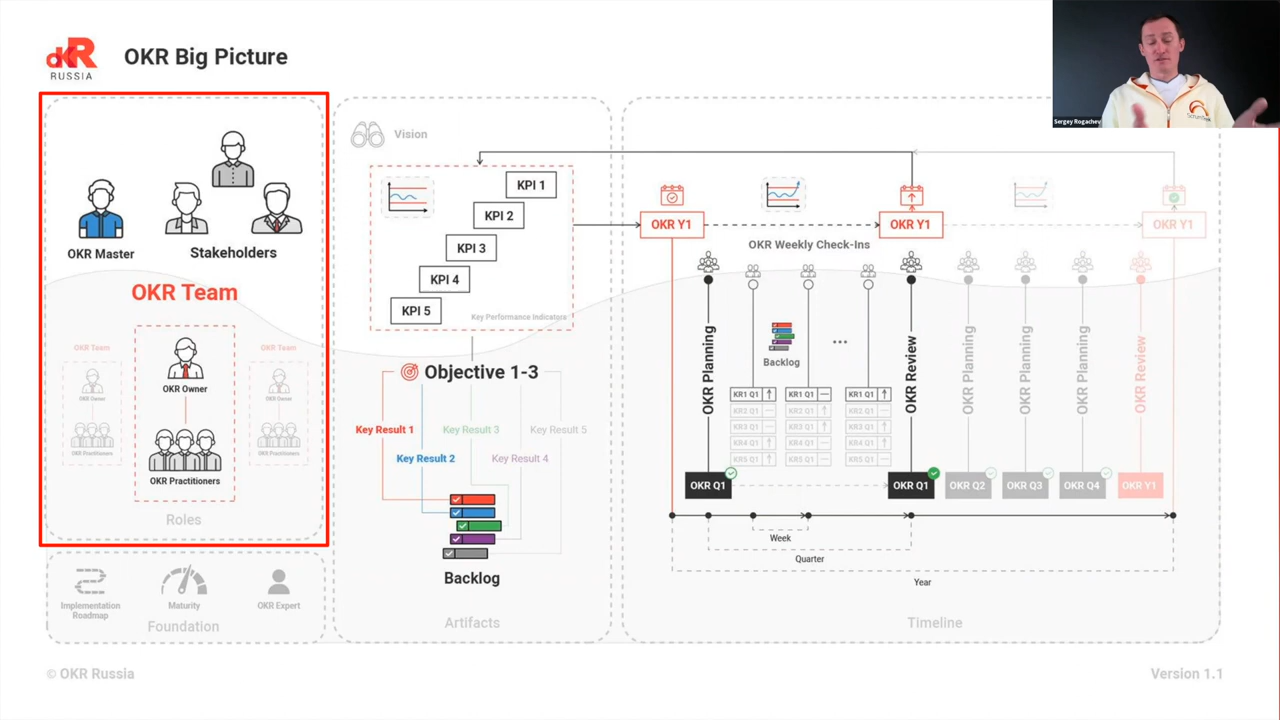 OKR
RUSSIA
OKR Big Picture
Sergey Rogachev
OKR Master
Stakeholders
OKR Team
OKR Team
OKR Owner
OKR Practitioners
OKR Owner
OKR Practitioners
OKR Team
OKR Owner
OKR Practitioners
Roles
Implementation
Roadmap
Maturity
OKR Expert
Foundation
Vision
KPI 1
KPI 2
KPI 3
KPI 4
KPI 5
Key Performance Indicators
Objective 1-3
Key Result 1
Key Result 3
Key Result 5
Key Result 2
Key Result 4
Backlog
Artifacts
OKR Y1
OKR Y1
OKR Y1
OKR Weekly Check-Ins
OKR Planning
Backlog
...
OKR Review
OKR Planning
OKR Planning
OKR Planning
OKR Review
KR1 Q1
KR2 Q1
KR3 Q1
KR4 Q1
KR5 Q1
KR1 Q1
KR2 Q1
KR3 Q1
KR4 Q1
KR5 Q1
KR1 Q1
KR2 Q1
KR3 Q1
KR4 Q1
KR5 Q1
OKR Q1
OKR Q1
OKR Q2
OKR Q3
OKR Q4
OKR Y1
Week
Quarter
Year
Timeline
© OKR Russia
Version 1.1